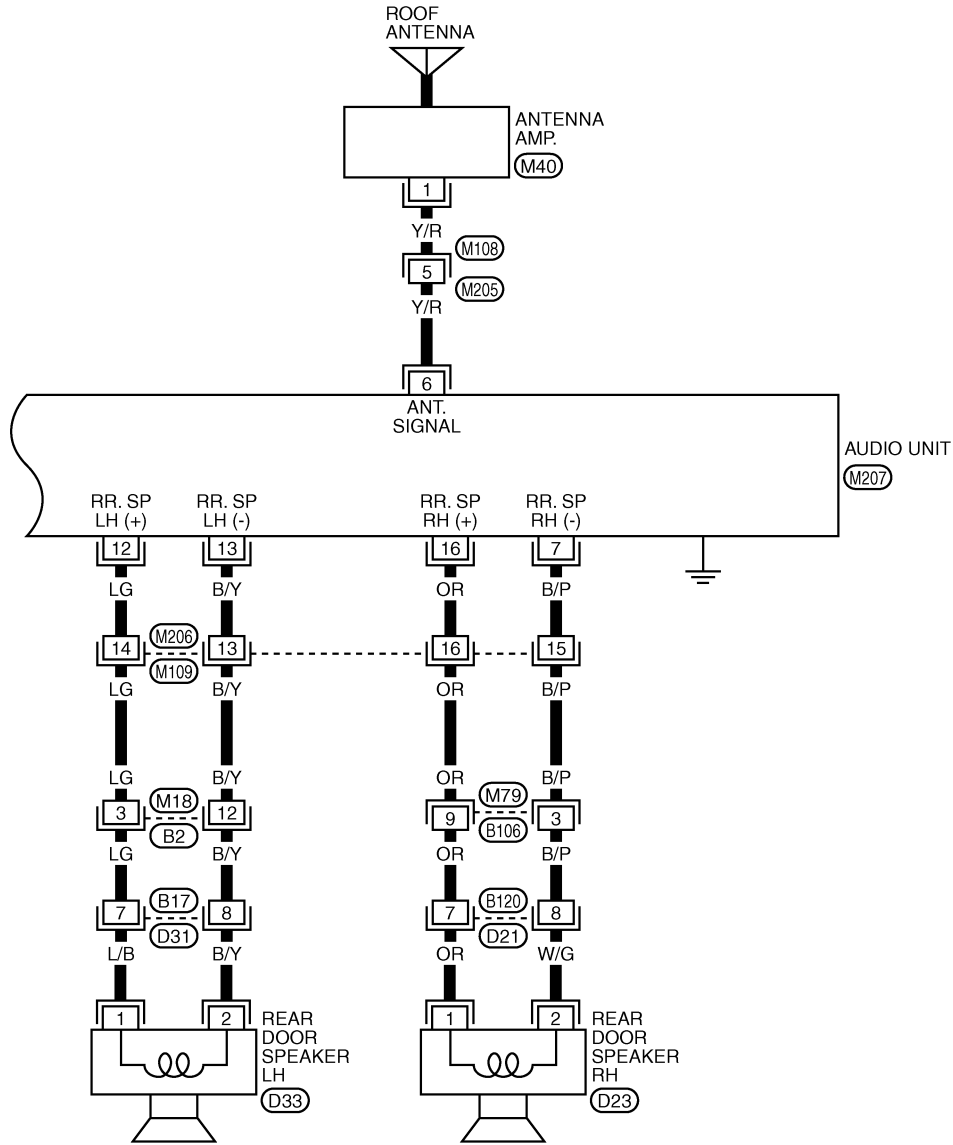 ROOF
ANTENNA
ANTENNA
AMP.
M40
1
Y/R
M108
5
M205
Y/R
6
ANT.
SIGNAL
AUDIO UNIT
M207
RR. SP
LH (+)
RR. SP
LH (-)
RR. SP
RH (+)
RR. SP
RH (-)
12 13 16 7
LG B/Y OR B/P
M206
14 13 16 15
M109
LG B/Y OR B/P
LG B/Y OR B/P
M18 M79
3 12 9 3
B2 B106
LG B/Y OR B/P
B17 B120
7 8 7 8
D31 D21
L/B B/Y OR W/G
1 2 1 2
REAR
DOOR
SPEAKER
LH
D33
REAR
DOOR
SPEAKER
RH
D23